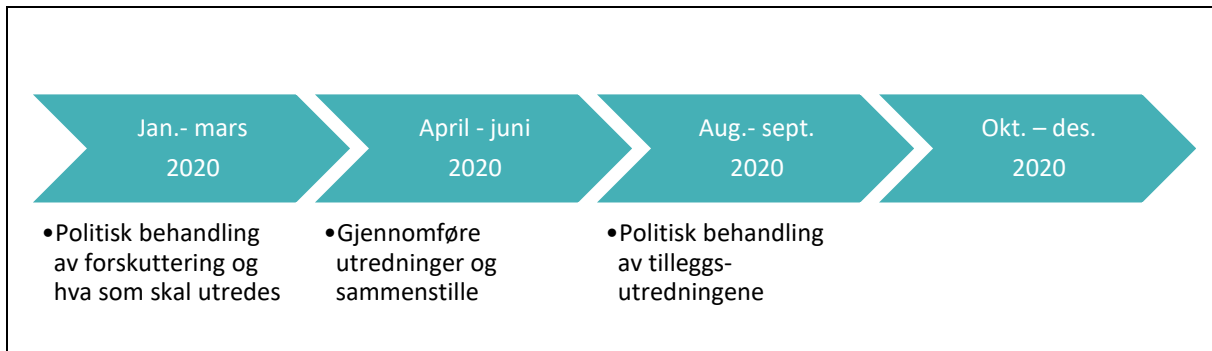 Jan.- mars
2020
April - juni
2020
Aug.- sept.
2020
Okt. – des.
2020
•Politisk behandling
av forskuttering og
hva som skal utredes
•Gjennomføre
utredninger og
sammenstille
•Politisk behandling
av tilleggs-
utredningene